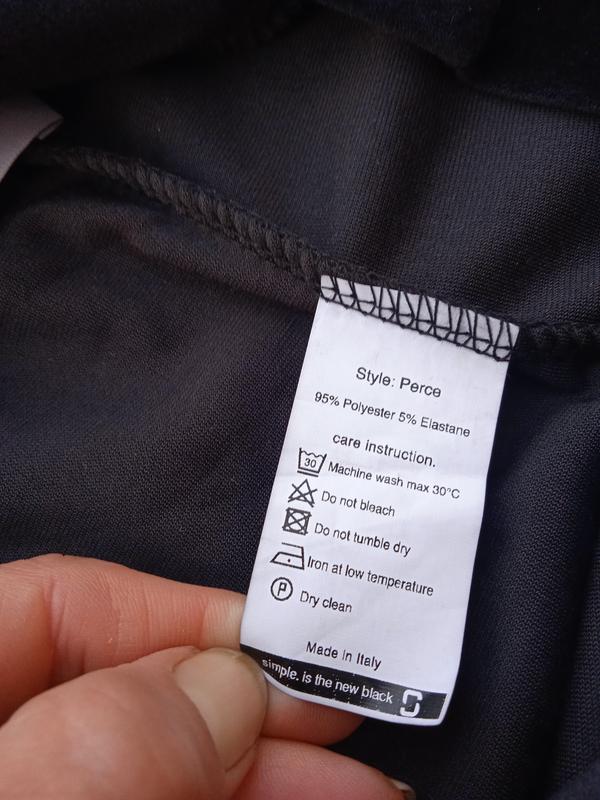 Style: Perce
95% Polyester 5% Elastane
care instruction.
30 Machine wash max 30°C
Do not bleach
Do not tumble dry
Iron at low temperature
P Dry clean
Made in Italy
simple. is the new black